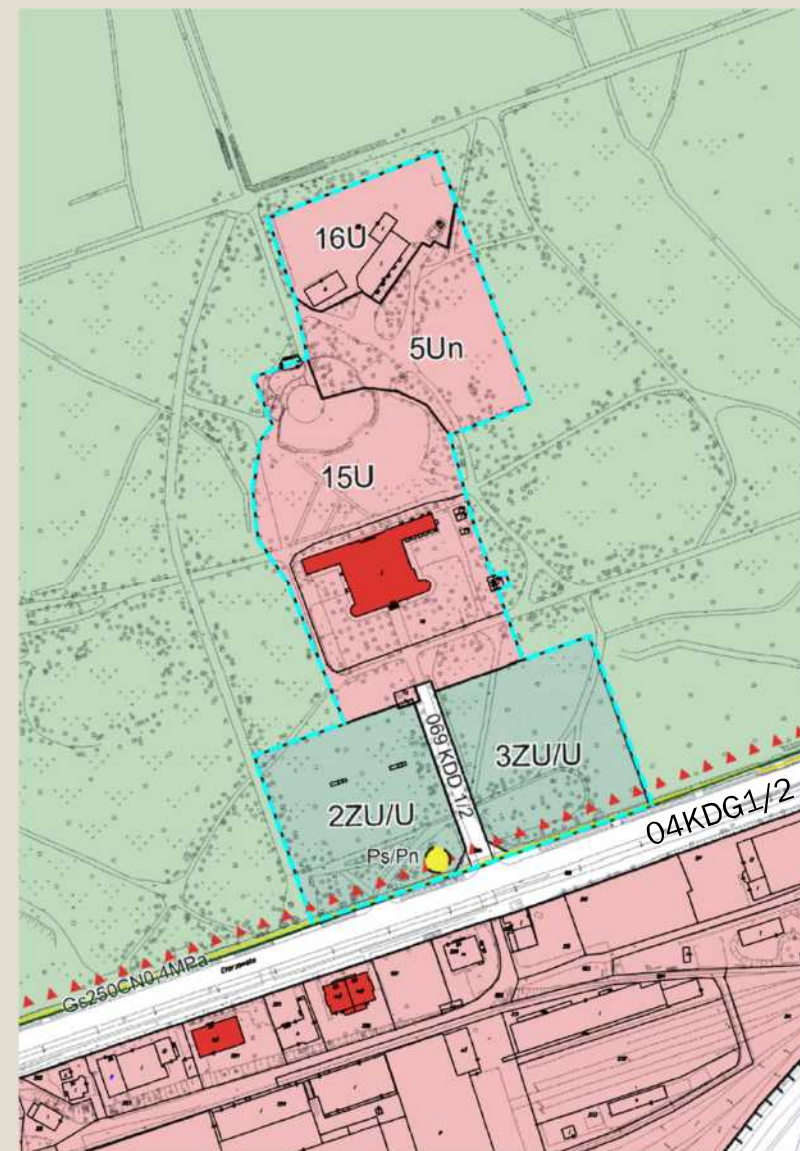 16U
5Un
15U
069 KDD 1/2
3ZU/U
2ZU/U
04KDG1/2
Ps/Pn
Gs250CN0,4MPa